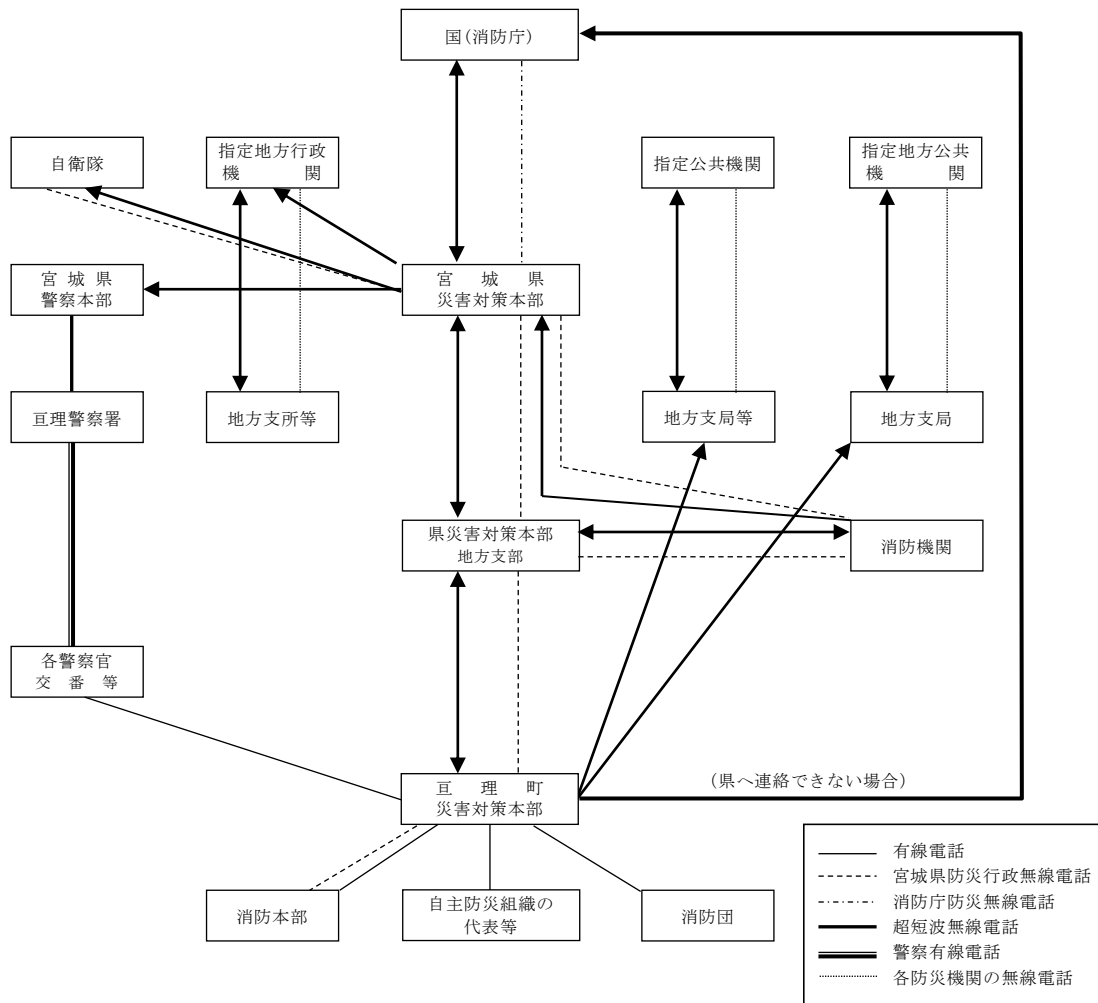 国(消防庁)
自衛隊
指定地方行政
機　　　関
指定公共機関
指定地方公共
機　　　関
宮 城 県
警察本部
宮　城　県
災害対策本部
亘理警察署
地方支所等
地方支局等
地方支局
県災害対策本部
地方支部
消防機関
各警察官
交　番　等
亘　理　町
災害対策本部
(県へ連絡できない場合)
消防本部
自主防災組織の
代表等
消防団
有線電話
宮城県防災行政無線電話
消防庁防災無線電話
超短波無線電話
警察有線電話
各防災機関の無線電話